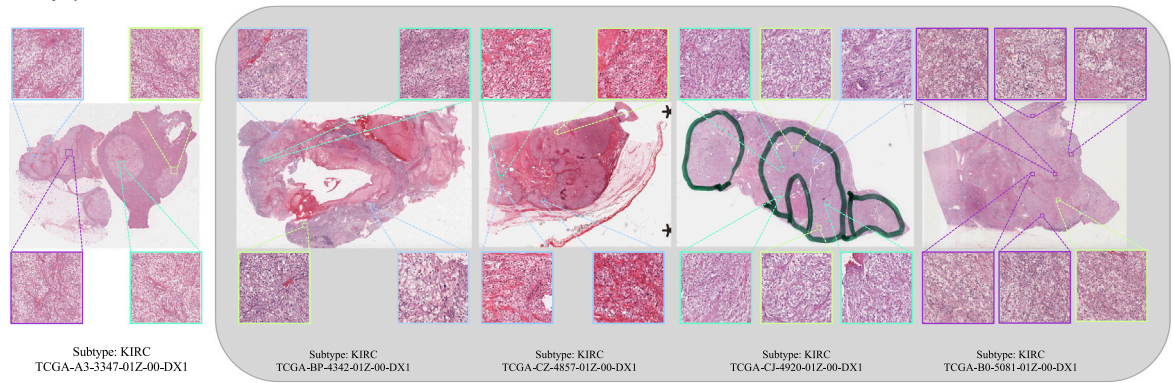 Subtype: KIRC
TCGA-A3-3347-01Z-00-DX1
Subtype: KIRC
TCGA-BP-4342-01Z-00-DX1
Subtype: KIRC
TCGA-CZ-4857-01Z-00-DX1
Subtype: KIRC
TCGA-CJ-4920-01Z-00-DX1
Subtype: KIRC
TCGA-B0-5081-01Z-00-DX1